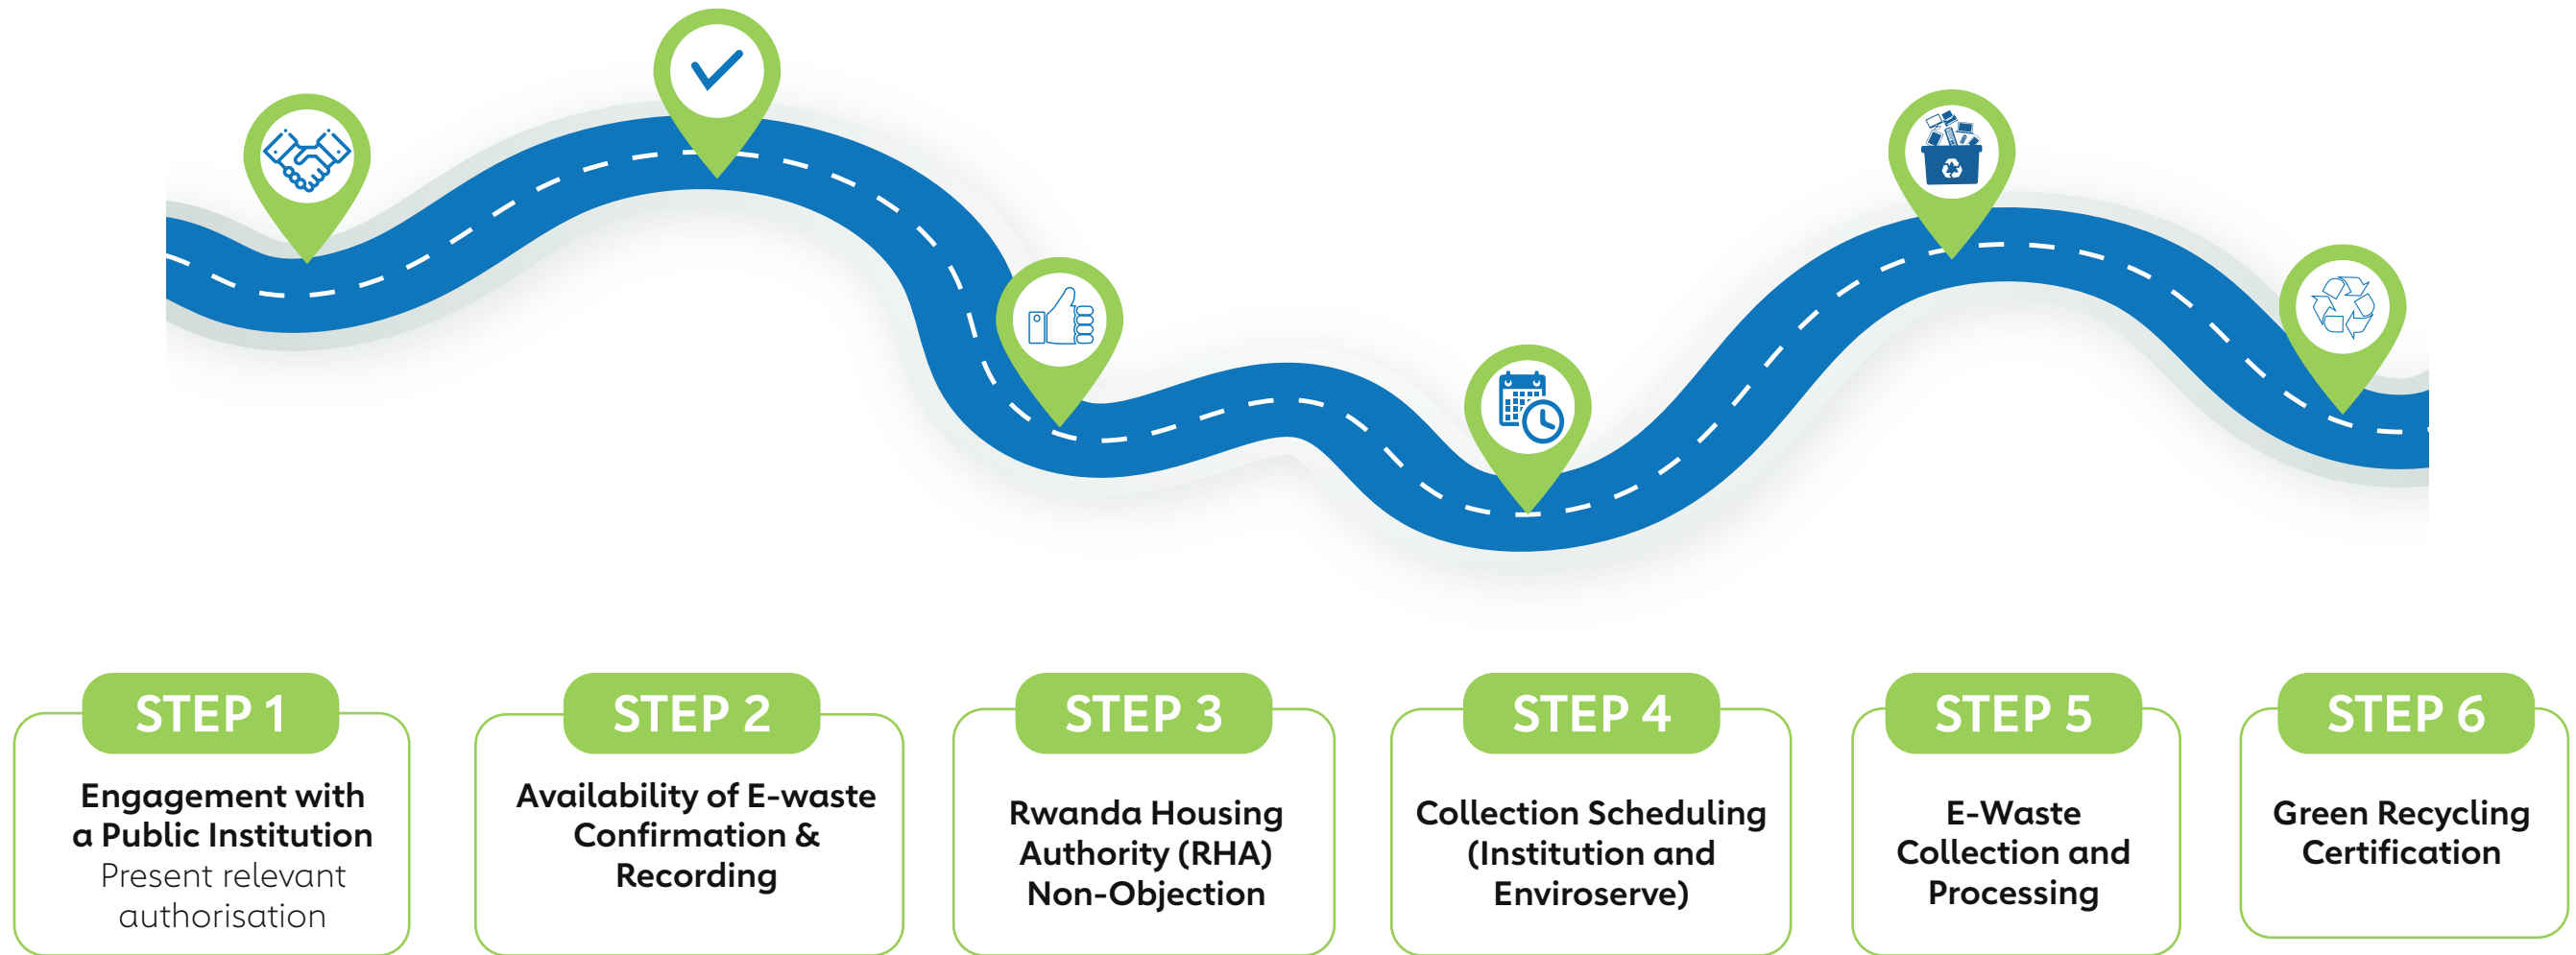 STEP 1
Engagement with
a Public Institution
Present relevant
authorisation
STEP 2
Availability of E-waste
Confirmation &
Recording
STEP 3
Rwanda Housing
Authority (RHA)
Non-Objection
STEP 4
Collection Scheduling
(Institution and
Enviroserve)
STEP 5
E-Waste
Collection and
Processing
STEP 6
Green Recycling
Certification